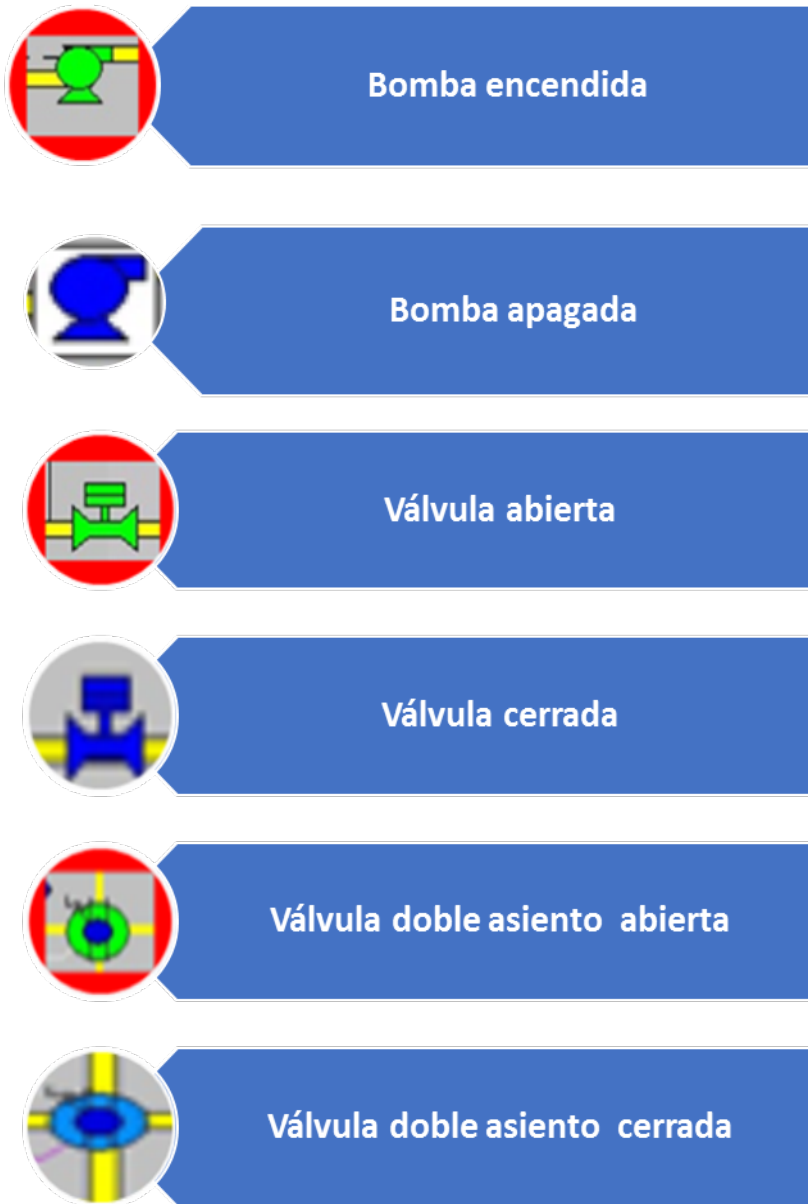 Bomba encendida
Bomba apagada
Válvula abierta
Válvula cerrada
Válvula doble asiento abierta
Válvula doble asiento cerrada